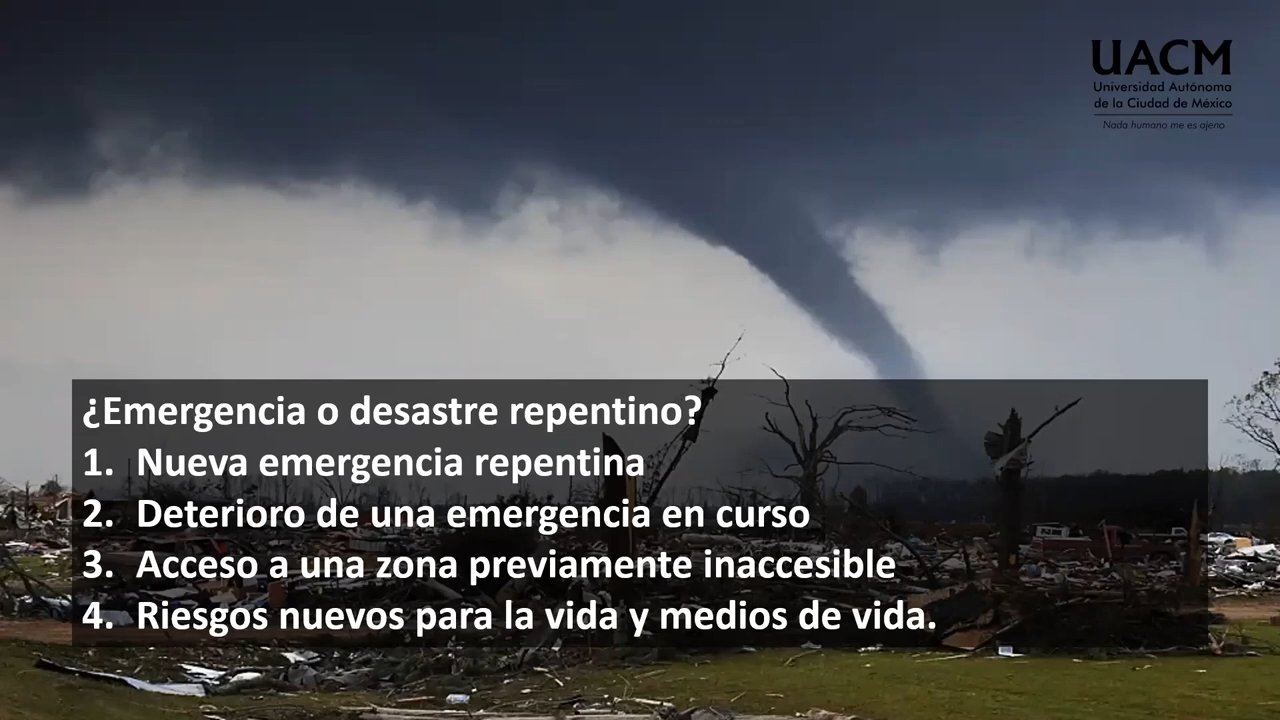 UACM
Universidad Autónoma
de la Ciudad de México
Nada humano me es ajeno
¿Emergencia o desastre repentino?
1. Nueva emergencia repentina
2. Deterioro de una emergencia en curso
3. Acceso a una zona previamente inaccesible
4. Riesgos nuevos para la vida y medios de vida.